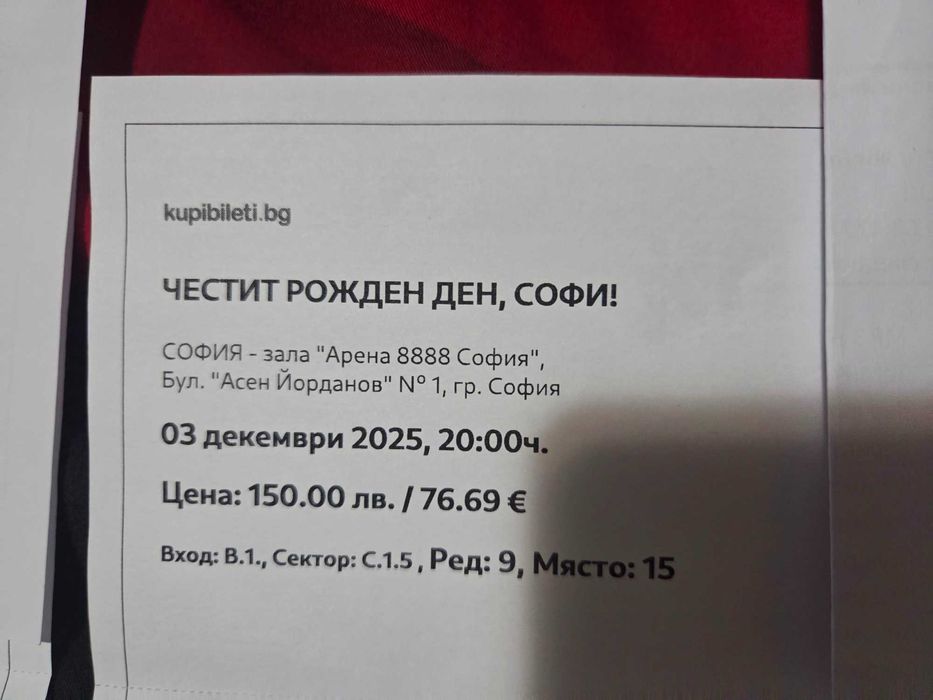 kupibileti.bg
ЧЕСТИТ РОЖДЕН ДЕН, СОФИ!
СОФИЯ - зала "Арена 8888 София",
Бул. "Асен Йорданов" № 1, гр. София
03 декември 2025, 20:00ч.
Цена: 150.00 лв. / 76.69 €
Вход: В.1., Сектор: С.1.5 , Ред: 9, Място: 15